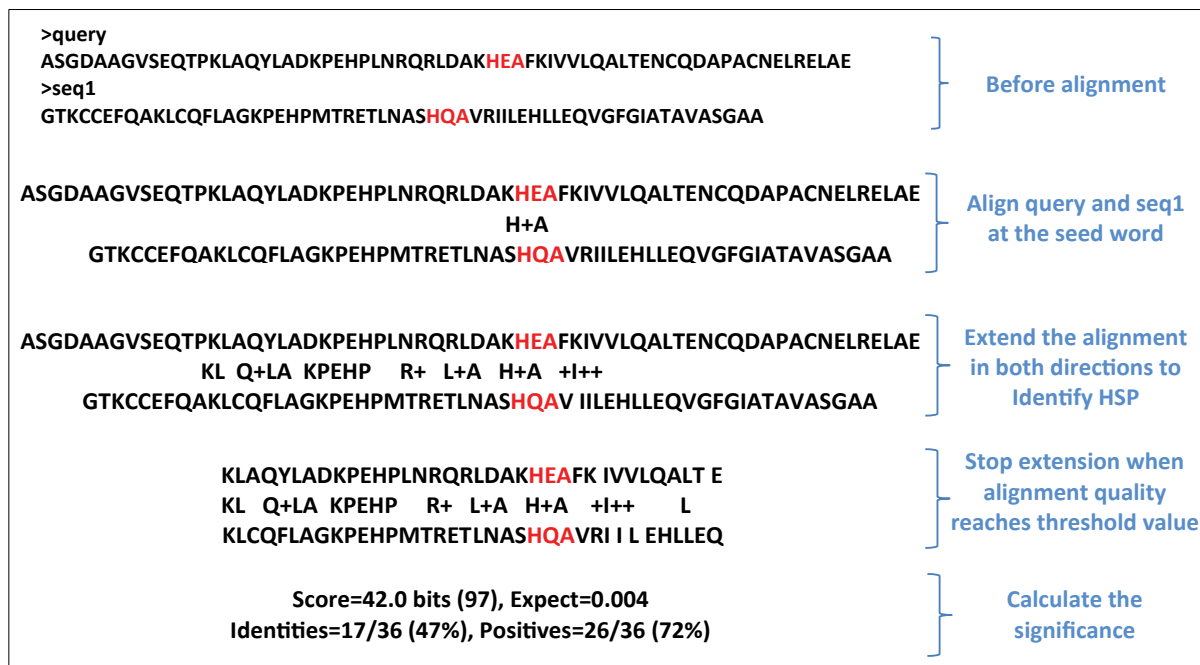 >query
ASGDAAGVSEQTPKLAQYLADKPEHPLNRQRLDAKHEAFKIVVLQALTENCQDAPACNELRELAE
>seq1
GTKCCEFQAKLCQFLAGKPEHPMTRETLNASHQAVRIILEHLLEQVGFGIATAVASGAA
Before alignment
ASGDAAGVSEQTPKLAQYLADKPEHPLNRQRLDAKHEAFKIVVLQALTENCQDAPACNELRELAE
H+A
GTKCCEFQAKLCQFLAGKPEHPMTRETLNASHQAVRIILEHLLEQVGFGIATAVASGAA
Align query and seq1
at the seed word
ASGDAAGVSEQTPKLAQYLADKPEHPLNRQRLDAKHEAFKIVVLQALTENCQDAPACNELRELAE
KL Q+LA KPEHP R+ L+A H+A +I++
GTKCCEFQAKLCQFLAGKPEHPMTRETLNASHQAV IILEHLLEQVGFGIATAVASGAA
Extend the alignment
in both directions to
Identify HSP
KLAQYLADKPEHPLNRQRLDAKHEAFK IVVLQALT E
KL Q+LA KPEHP R+ L+A H+A +I++ L
KLCQFLAGKPEHPMTRETLNASHQAVRI I L EHLLEQ
Stop extension when
alignment quality
reaches threshold value
Score=42.0 bits (97), Expect=0.004
Identities=17/36 (47%), Positives=26/36 (72%)
Calculate the
significance